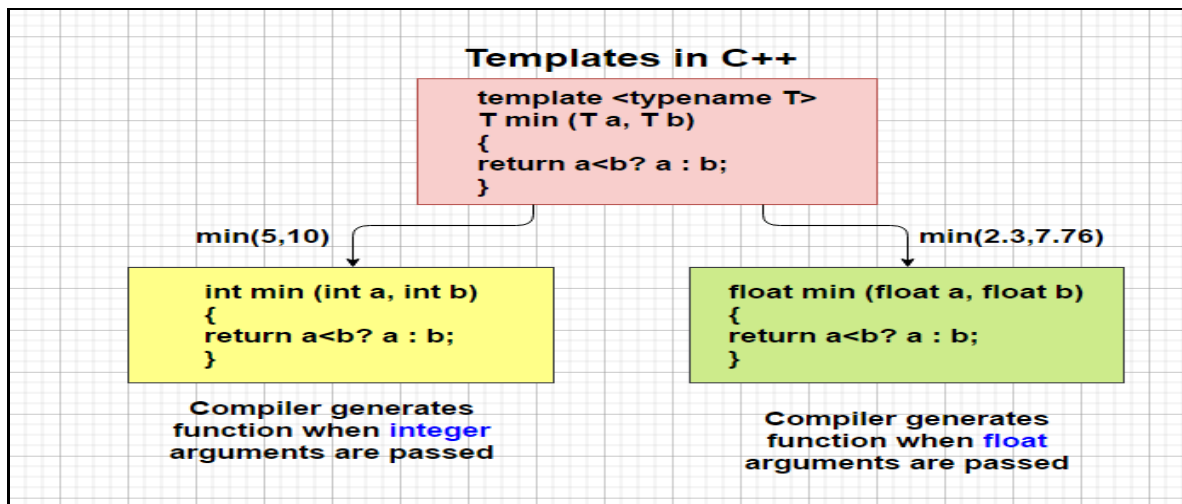 Templates in C++
template <typename T>
T min (T a, T b)
{
return a<b? a : b;
}
min(5,10)
min(2.3,7.76)
int min (int a, int b)
{
return a<b? a : b;
}
float min (float a, float b)
{
return a<b? a : b;
}
Compiler generates
function when integer
arguments are passed
Compiler generates
function when float
arguments are passed